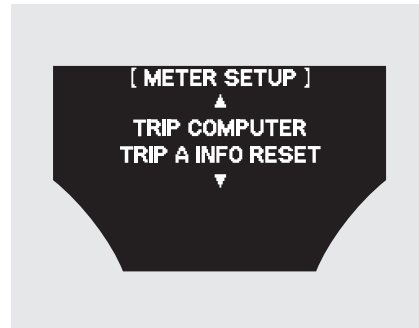 [ METER SETUP ]
▲
TRIP COMPUTER
TRIP A INFO RESET
▼